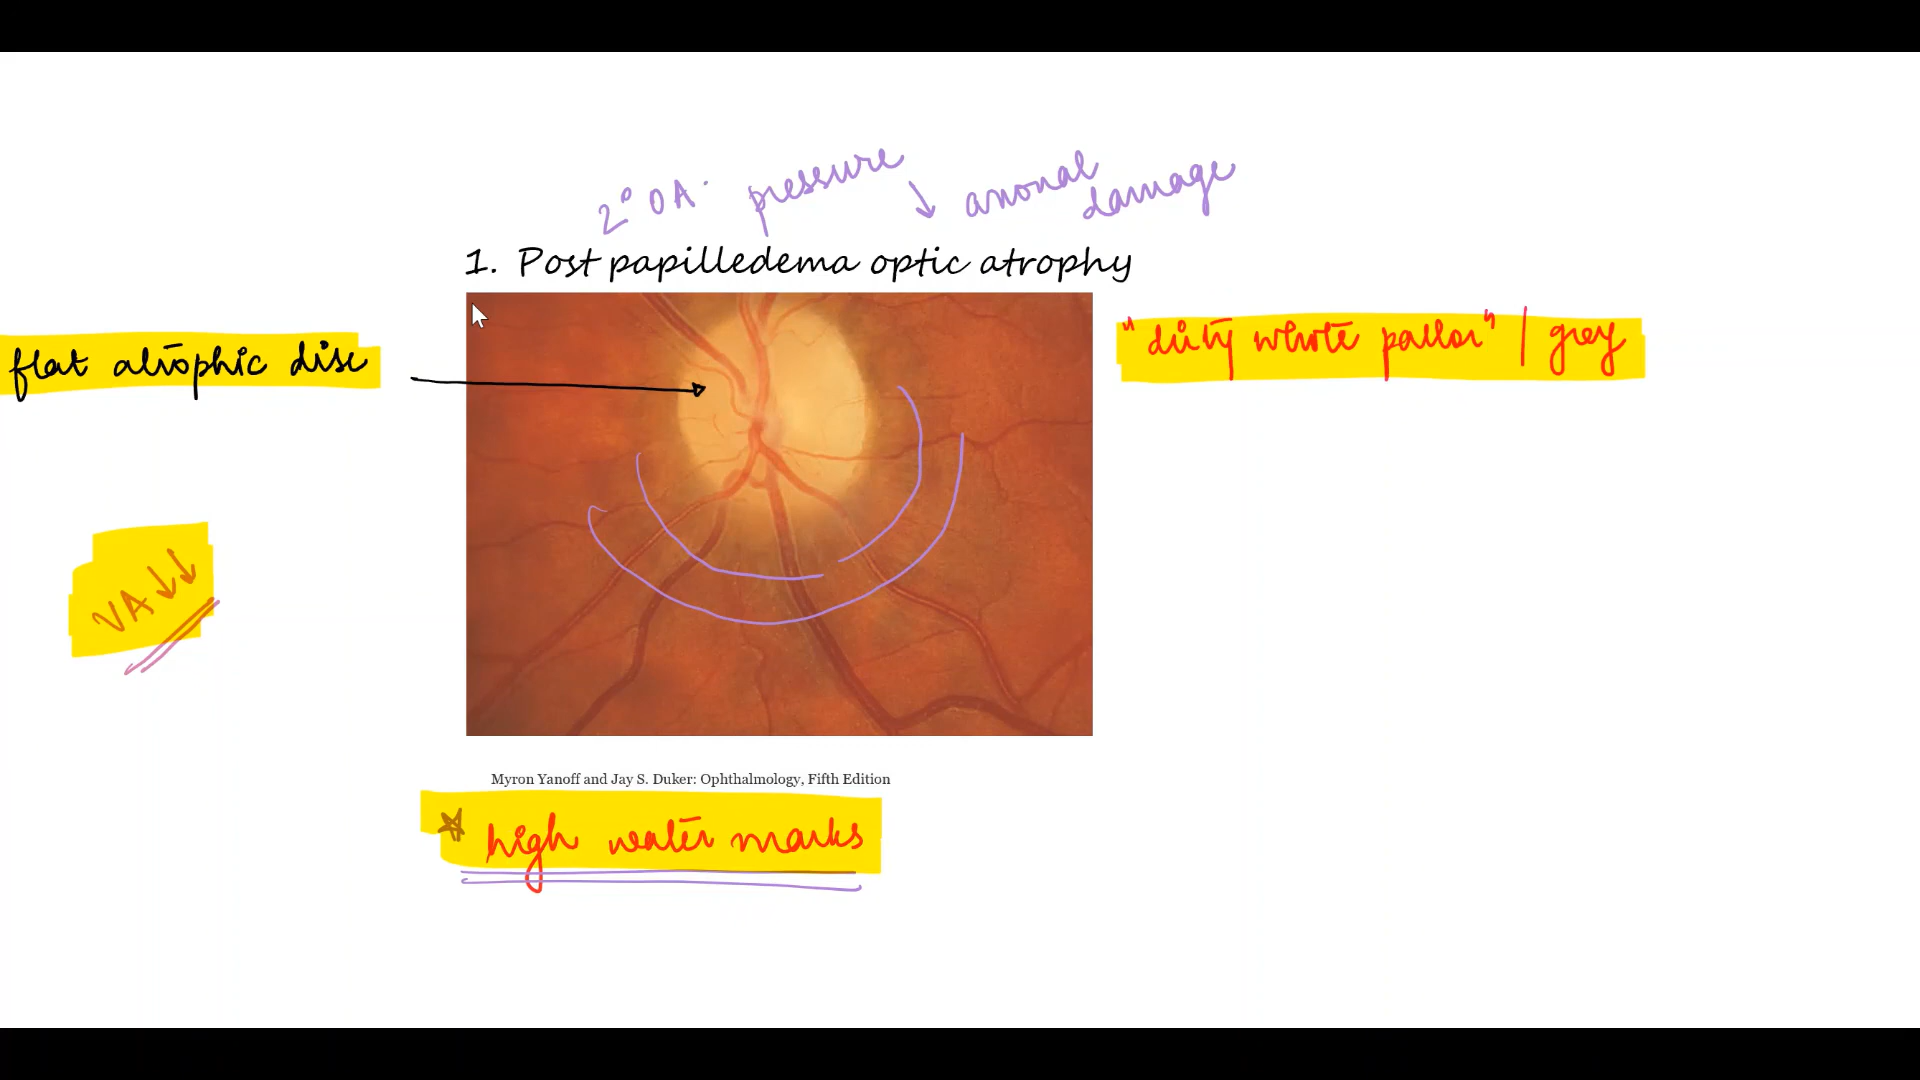 2° OA. pressure ↓ axonal damage
1. Post papilledema optic atrophy
flat atrophic disc
"dirty white pallor" | grey
VA↓↓
Myron Yanoff and Jay S. Duker: Ophthalmology, Fifth Edition
☆ high water marks